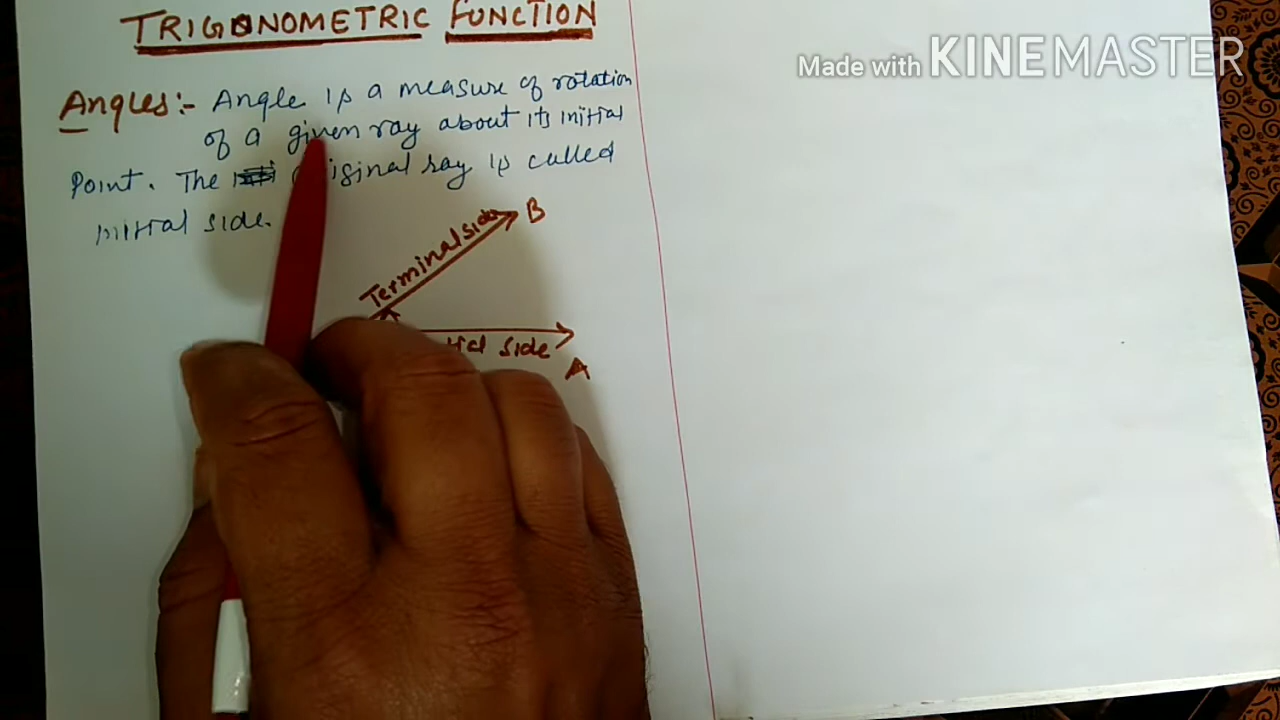 TRIGONOMETRIC FUNCTION
Made with KINEMASTER
Angles:- Angle is a measure of rotation
of a given ray about its initial
Point. The original ray is called
initial side.
Terminal side B
side
A